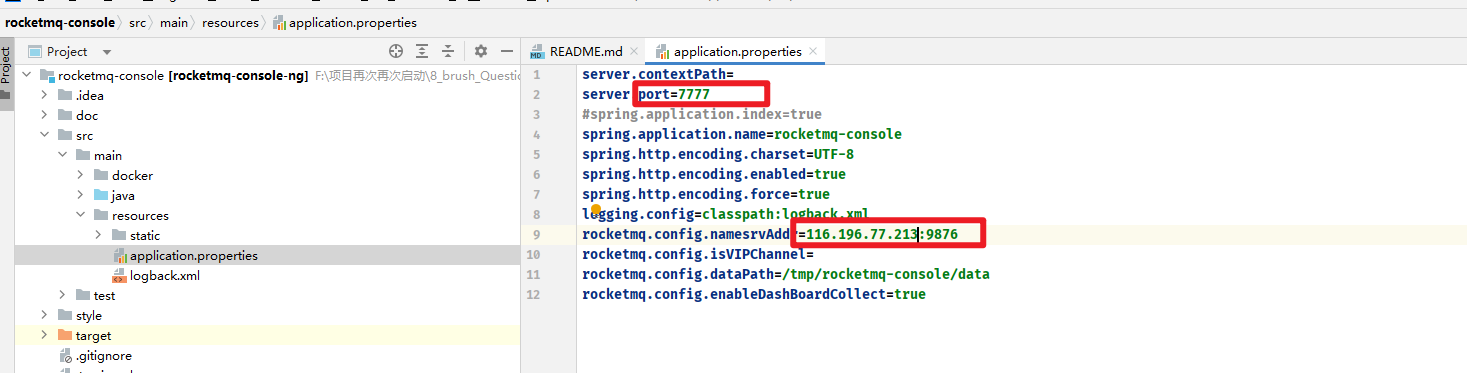 rocketmq-console 〉 src 〉 main 〉 resources 〉 application.properties
Project
Project
README.md
application.properties
rocketmq-console [rocketmq-console-ng] F:\项目再次再次启动\8_brush_Questic
.idea
doc
src
main
docker
java
resources
static
application.properties
logback.xml
test
style
target
.gitignore
1 server.contextPath=
2 server.port=7777
3 #spring.application.index=true
4 spring.application.name=rocketmq-console
5 spring.http.encoding.charset=UTF-8
6 spring.http.encoding.enabled=true
7 spring.http.encoding.force=true
8 logging.config=classpath:logback.xml
9 rocketmq.config.namesrvAddr=116.196.77.213:9876
10 rocketmq.config.isVIPChannel=
11 rocketmq.config.dataPath=/tmp/rocketmq-console/data
12 rocketmq.config.enableDashBoardCollect=true